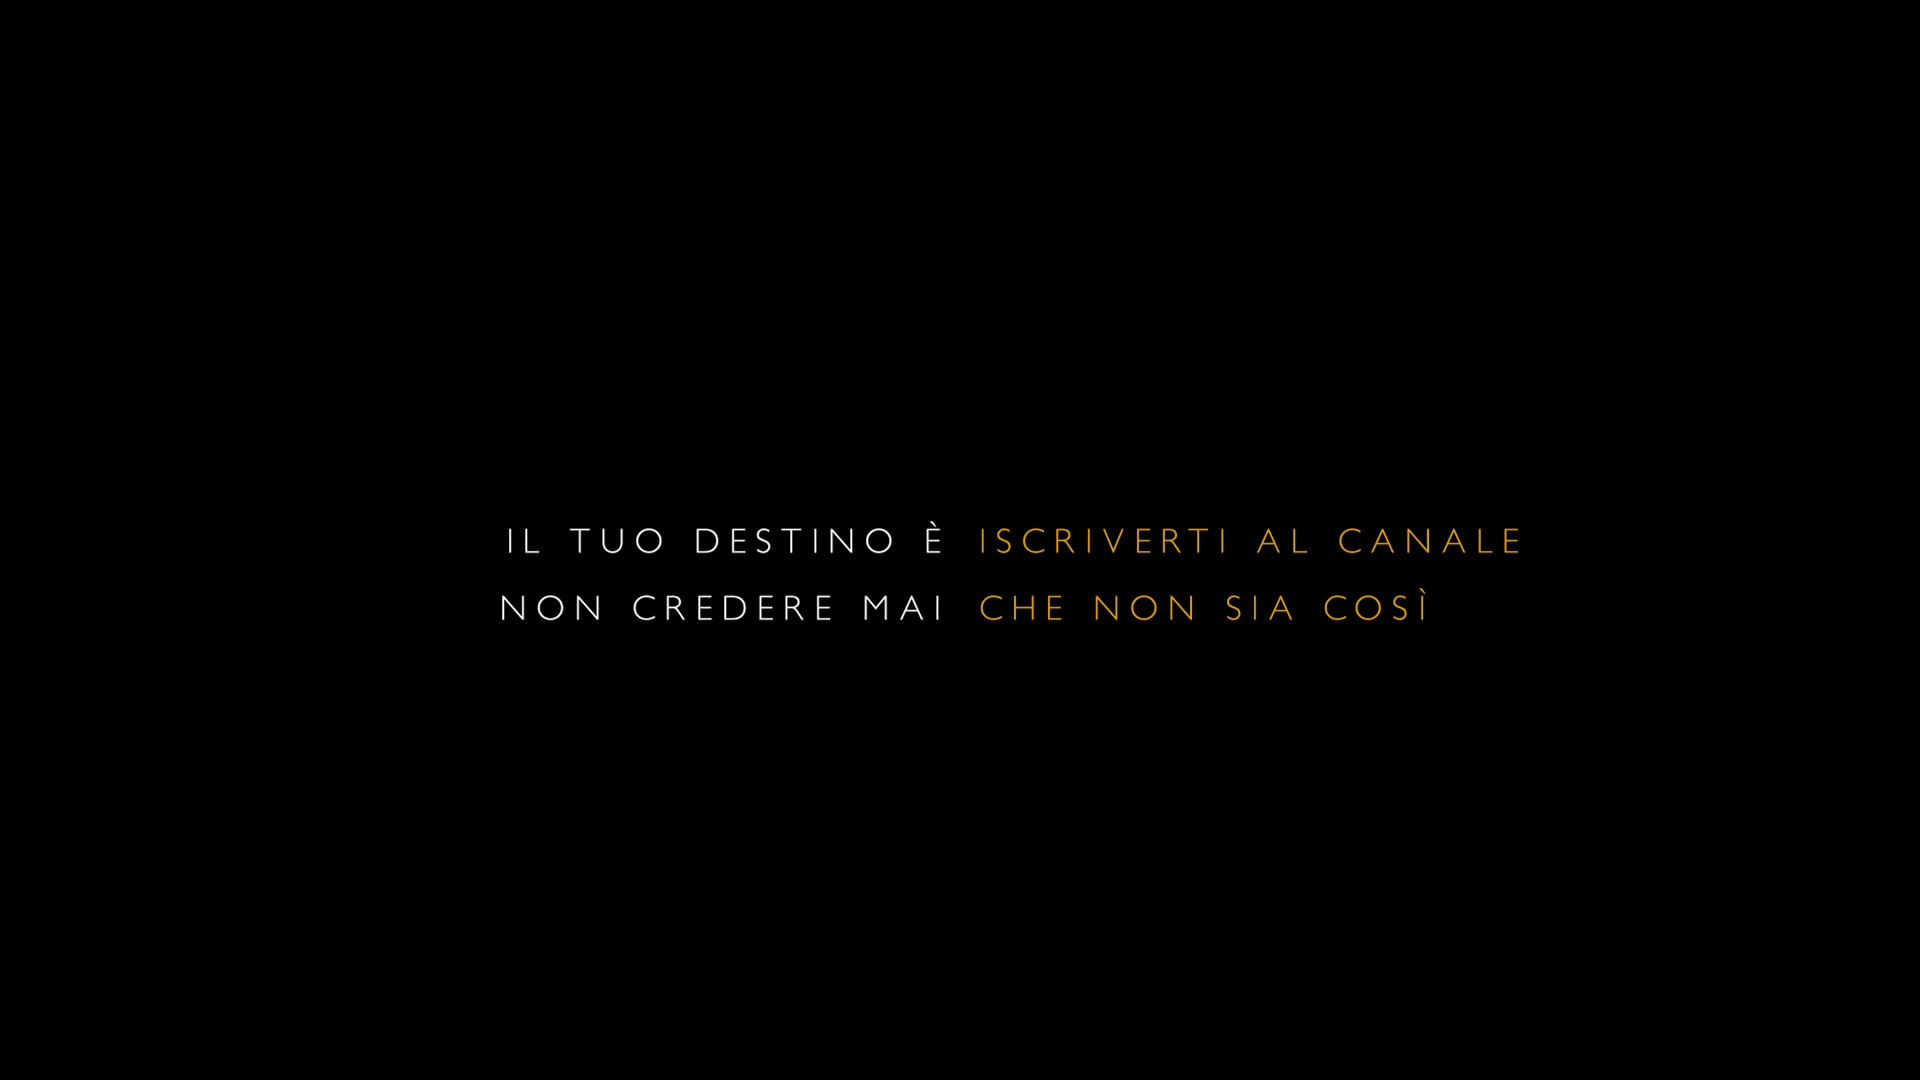 IL TUO DESTINO È ISCRIVERTI AL CANALE
NON CREDERE MAI CHE NON SIA COSÌ